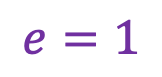 e = 1